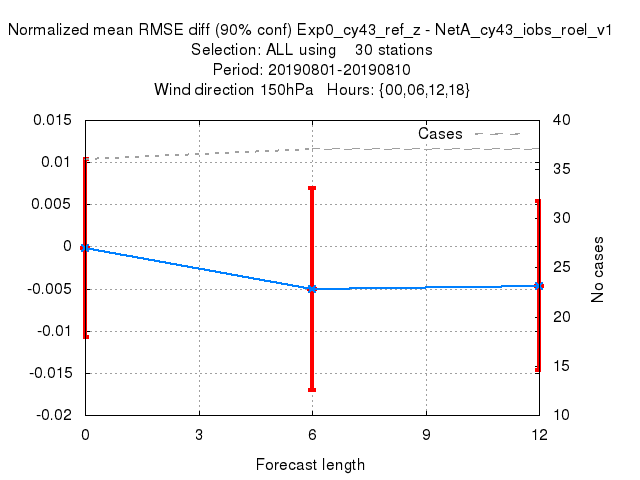 Normalized mean RMSE diff (90% conf) Exp0_cy43_ref_z - NetA_cy43_iobs_roel_v1
Selection: ALL using    30 stations
Period: 20190801-20190810
Wind direction 150hPa   Hours: {00,06,12,18}
Cases
0.015
0.01
0.005
0
-0.005
-0.01
-0.015
-0.02
40
35
30
25
20
15
10
No cases
0 3 6 9 12
Forecast length